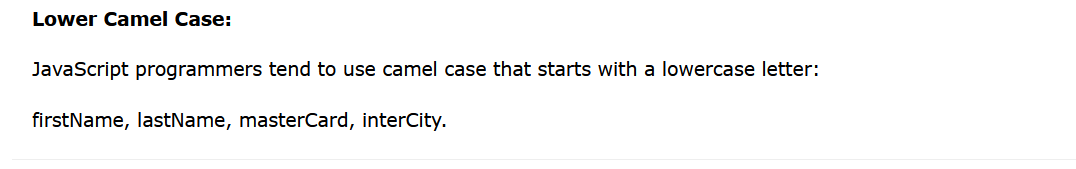 Lower Camel Case:
JavaScript programmers tend to use camel case that starts with a lowercase letter:
firstName, lastName, masterCard, interCity.